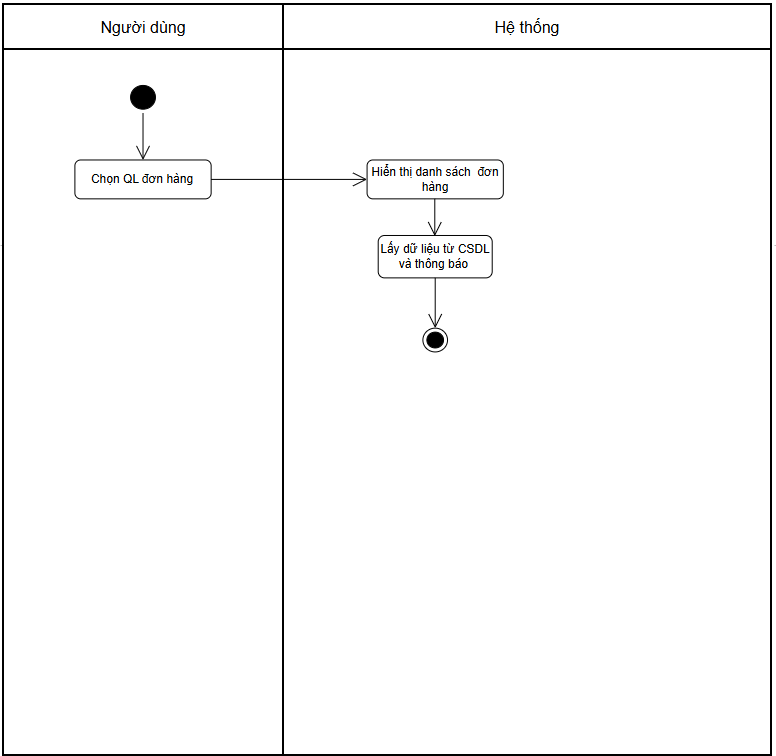 Người dùng
Hệ thống
Chọn QL đơn hàng
Hiển thị danh sách đơn
hàng
Lấy dữ liệu từ CSDL
và thông báo